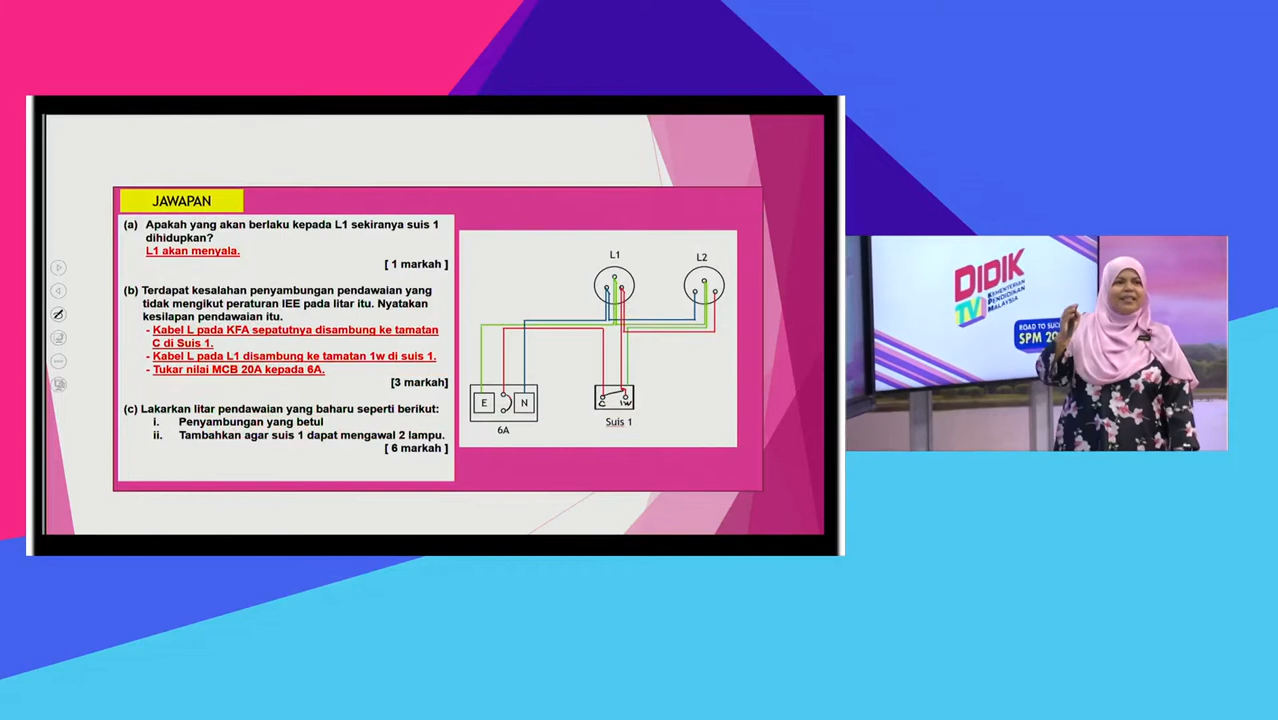 JAWAPAN
(a) Apakah yang akan berlaku kepada L1 sekiranya suis 1
dihidupkan?
L1 akan menyala.
[ 1 markah ]
(b) Terdapat kesalahan penyambungan pendawaian yang
tidak mengikut peraturan IEE pada litar itu. Nyatakan
kesilapan pendawaian itu.
- Kabel L pada KFA sepatutnya disambung ke tamatan
C di Suis 1.
- Kabel L pada L1 disambung ke tamatan 1w di suis 1.
- Tukar nilai MCB 20A kepada 6A.
[3 markah]
(c) Lakarkan litar pendawaian yang baharu seperti berikut:
i. Penyambungan yang betul
ii. Tambahkan agar suis 1 dapat mengawal 2 lampu.
[ 6 markah ]
L1
L2
E
N
6A
C 1W
Suis 1
DIDIK
TV
KEMENTERIAN
PENDIDIKAN
MALAYSIA
ROAD TO
SPM